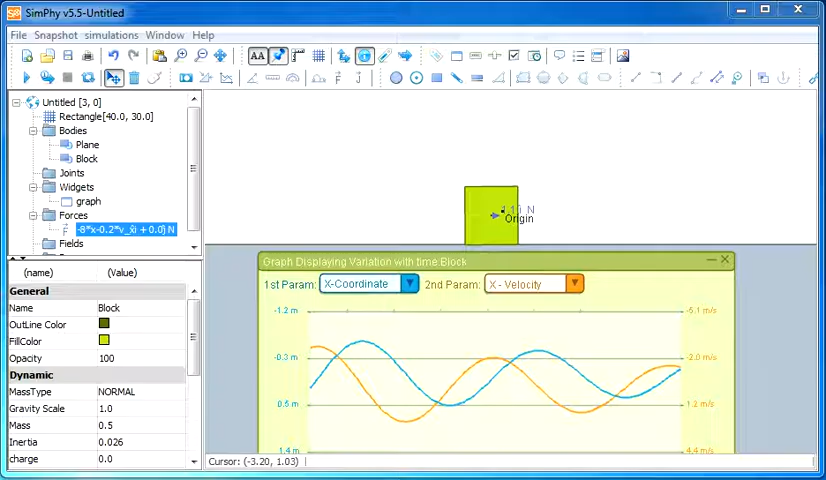 SimPhy v5.5-Untitled
File Snapshot simulations Window Help
AA
F
Untitled [3, 0]
Rectangle[40.0, 30.0]
Bodies
Plane
Block
Joints
Widgets
graph
Forces
-8*x-0.2*v_x̂i + 0.0ĵ N
Fields
(name) (Value)
General
Name Block
OutLine Color
FillColor
Opacity 100
Dynamic
MassType NORMAL
Gravity Scale 1.0
Mass 0.5
Inertia 0.026
charge 0.0
N
Origin
Graph Displaying Variation with time:Block
1st Param: X-Coordinate 2nd Param: X - Velocity
-1.2 m -5.1 m/s
-0.3 m -2.0 m/s
0.5 m 1.2 m/s
1.4 m 4.4 m/s
Cursor: (-3.20, 1.03)